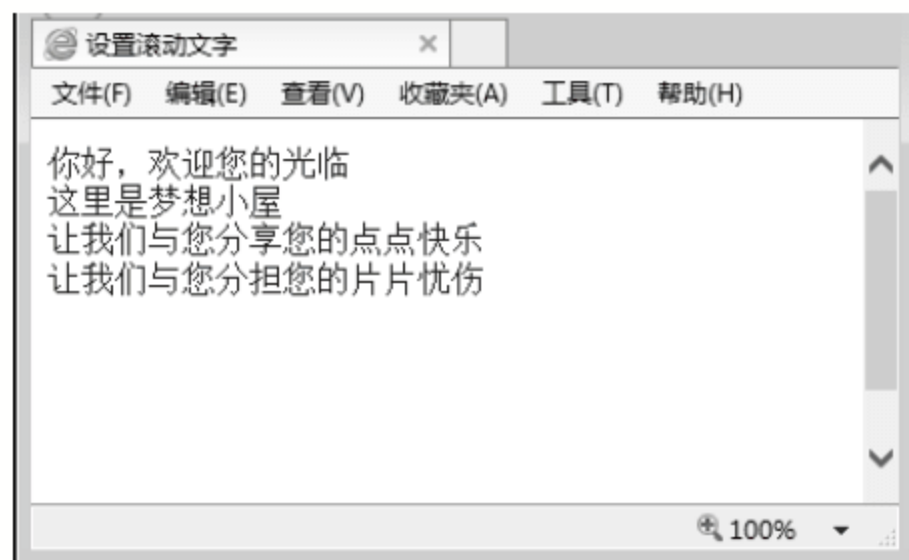 设置滚动文字
文件(F) 编辑(E) 查看(V) 收藏夹(A) 工具(T) 帮助(H)
你好，欢迎您的光临
这里是梦想小屋
让我们与您分享您的点点快乐
让我们与您分担您的片片忧伤
100%